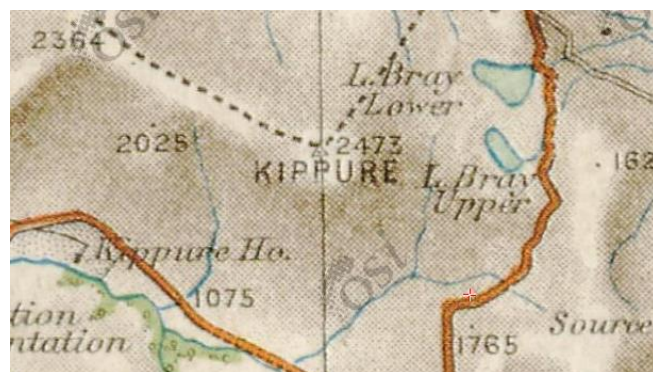 2364
OSI
L. Bray
Lower
2025
2473
KIPPURE
162
L. Bray
Upper
Kippure Ho.
OSI
1075
tion
ntation
Source
1765